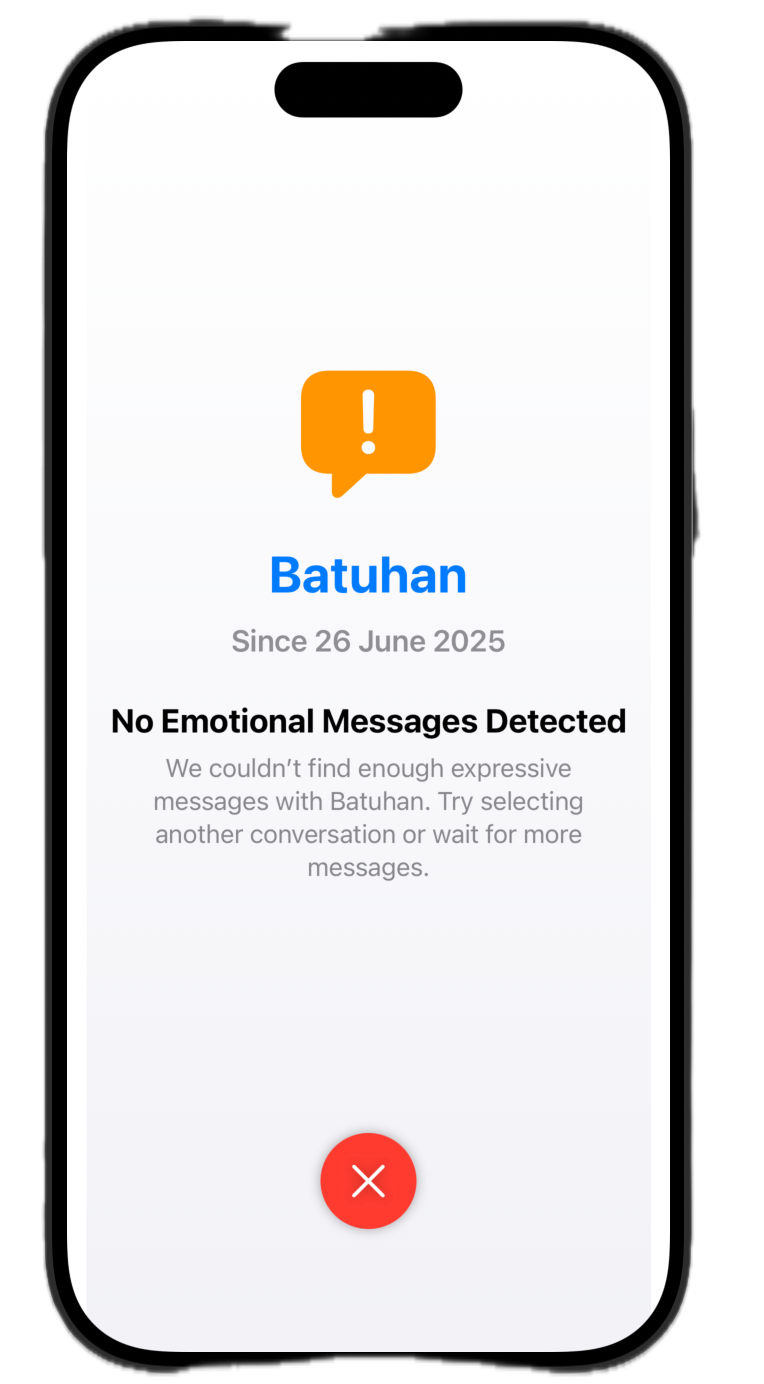 Batuhan
Since 26 June 2025
No Emotional Messages Detected
We couldn’t find enough expressive
messages with Batuhan. Try selecting
another conversation or wait for more
messages.